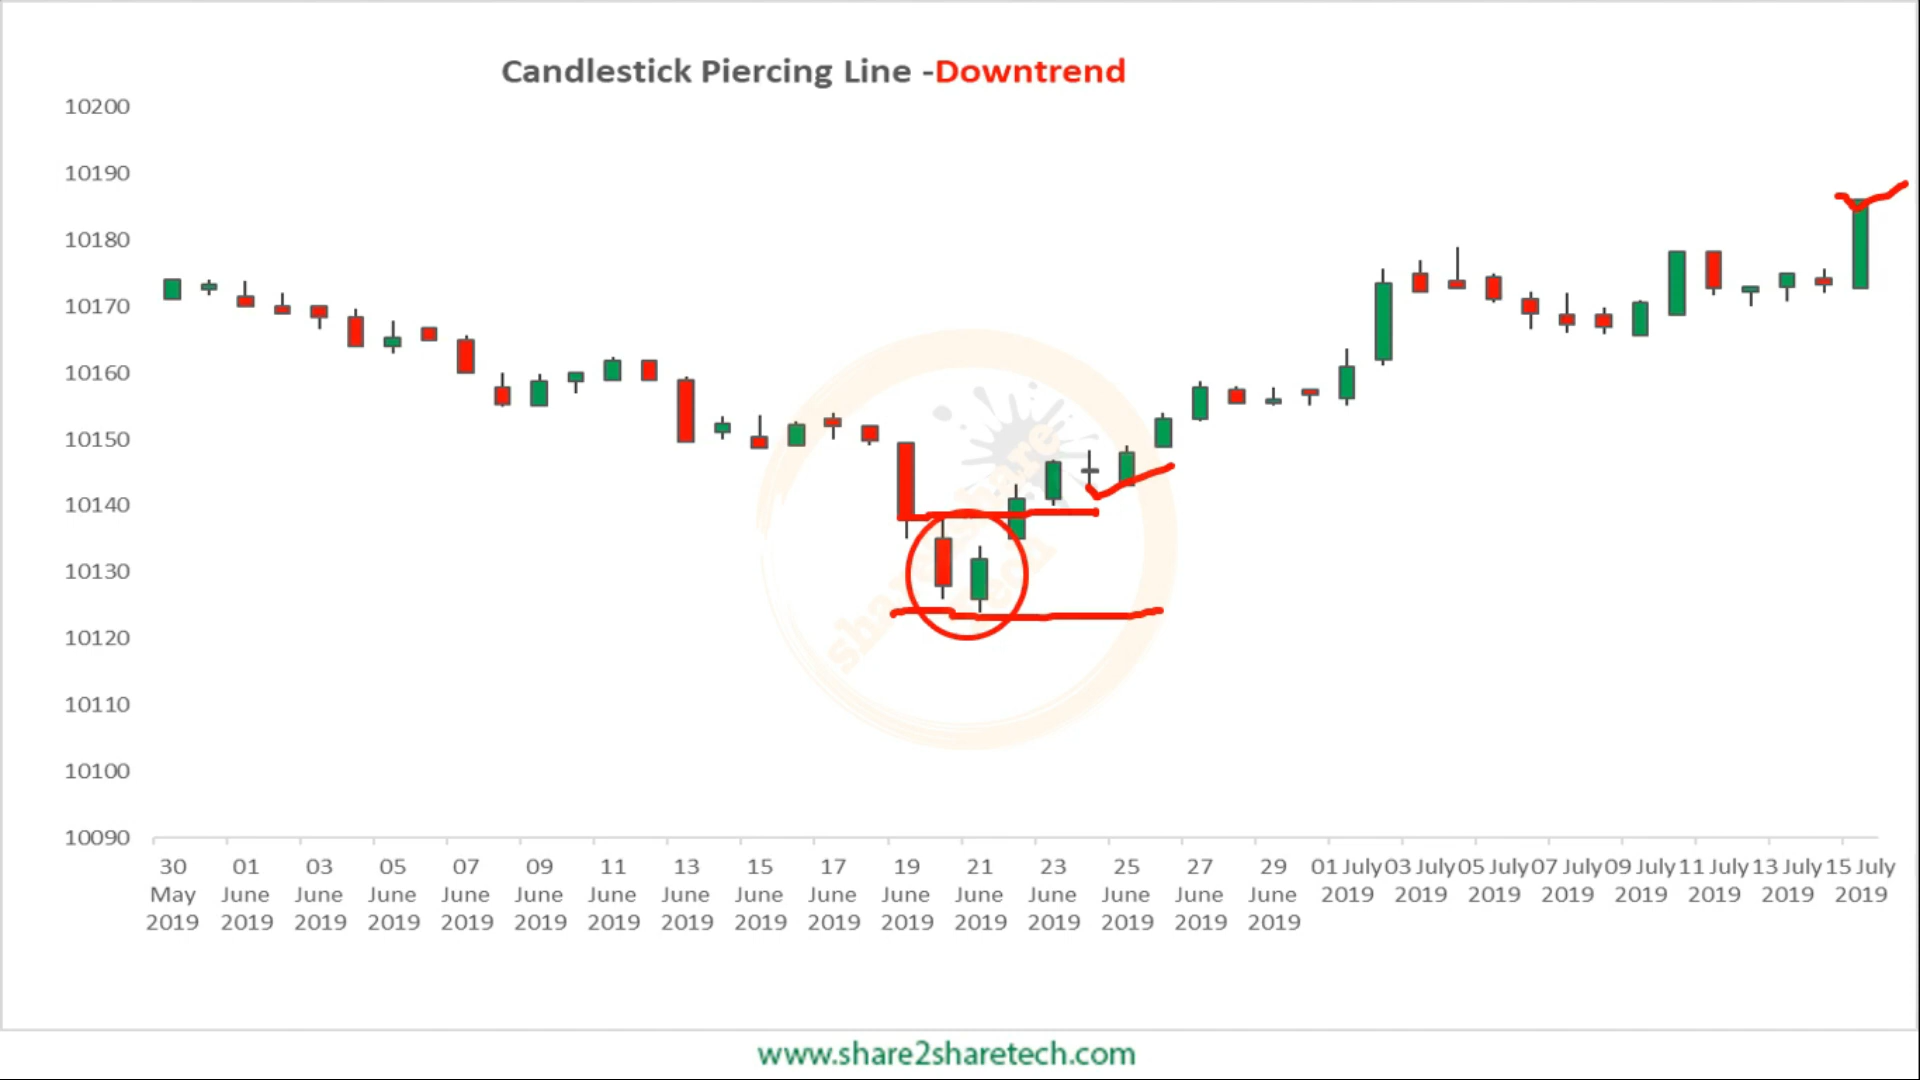 Candlestick Piercing Line -Downtrend
10200
10190
10180
10170
10160
10150
10140
10130
10120
10110
10100
10090
30 May 2019
01 June 2019
03 June 2019
05 June 2019
07 June 2019
09 June 2019
11 June 2019
13 June 2019
15 June 2019
17 June 2019
19 June 2019
21 June 2019
23 June 2019
25 June 2019
27 June 2019
29 June 2019
01 July 2019
03 July 2019
05 July 2019
07 July 2019
09 July 2019
11 July 2019
13 July 2019
15 July 2019
www.share2sharetech.com